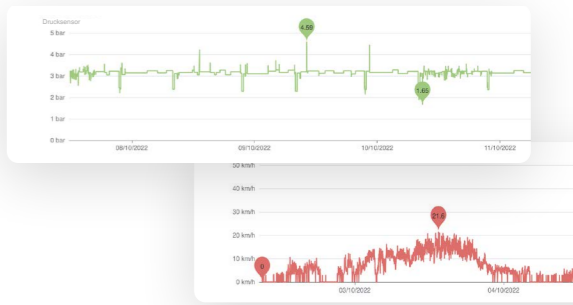 Drucksensor
5 bar
4.59
4 bar
3 bar
1.65
2 bar
1 bar
0 bar
08/10/2022
09/10/2022
10/10/2022
11/10/2022
50 km/h
40 km/h
30 km/h
21.6
20 km/h
10 km/h
0
0 km/h
03/10/2022
04/10/2022